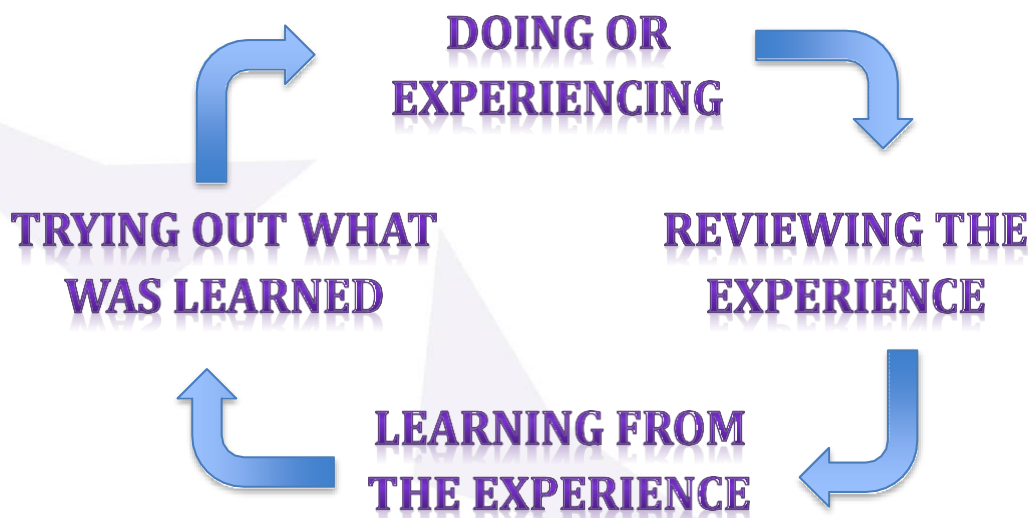 DOING OR
EXPERIENCING
REVIEWING THE
EXPERIENCE
LEARNING FROM
THE EXPERIENCE
TRYING OUT WHAT
WAS LEARNED